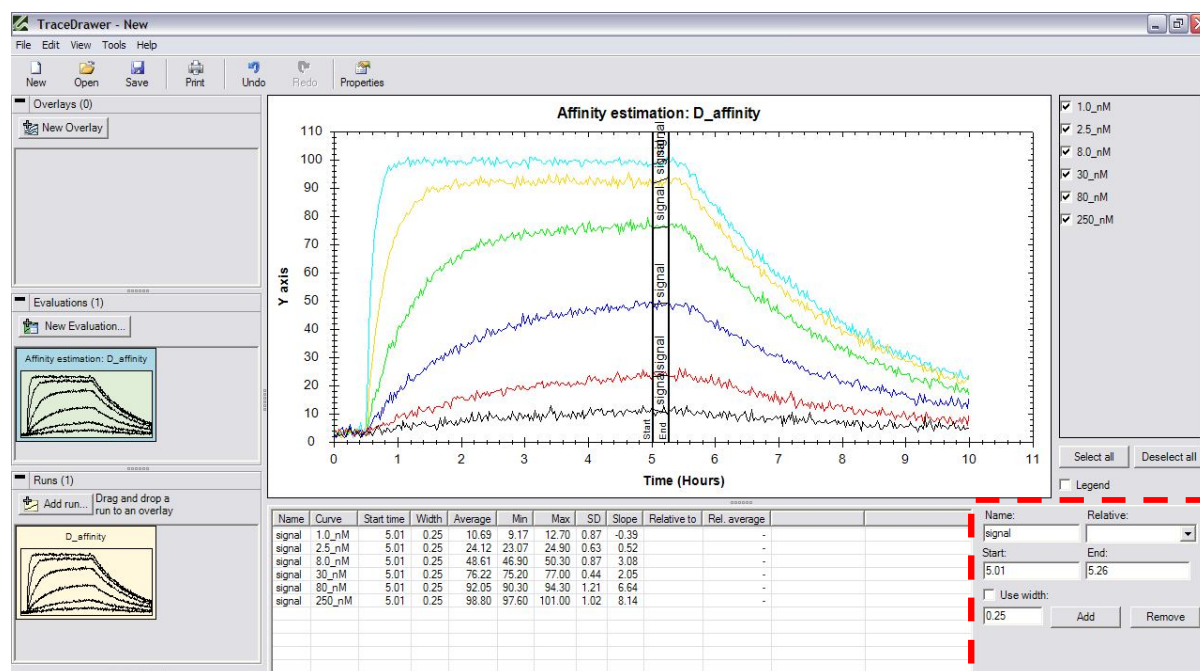 TraceDrawer - New
File Edit View Tools Help
New Open Save Print Undo Redo Properties
Overlays (0)
New Overlay
Evaluations (1)
New Evaluation...
Affinity estimation: D_affinity
Runs (1)
Add run... Drag and drop a
run to an overlay
D_affinity
Affinity estimation: D_affinity
Y axis
110
100
90
80
70
60
50
40
30
20
10
0
signal
signal
signal
signal
signal
signal
Start
End
0 1 2 3 4 5 6 7 8 9 10 11
Time (Hours)
1.0_nM
2.5_nM
8.0_nM
30_nM
80_nM
250_nM
Select all Deselect all
Legend
Name Curve Start time Width Average Min Max SD Slope Relative to Rel. average
signal 1.0_nM 5.01 0.25 10.69 9.17 12.70 0.87 -0.39 -
signal 2.5_nM 5.01 0.25 24.12 23.07 24.90 0.63 0.52 -
signal 8.0_nM 5.01 0.25 48.61 46.90 50.30 0.87 3.08 -
signal 30_nM 5.01 0.25 76.22 75.20 77.00 0.44 2.05 -
signal 80_nM 5.01 0.25 92.05 90.30 94.30 1.21 6.64 -
signal 250_nM 5.01 0.25 98.80 97.60 101.00 1.02 8.14 -
Name: Relative:
signal
Start: End:
5.01 5.26
Use width:
0.25 Add Remove